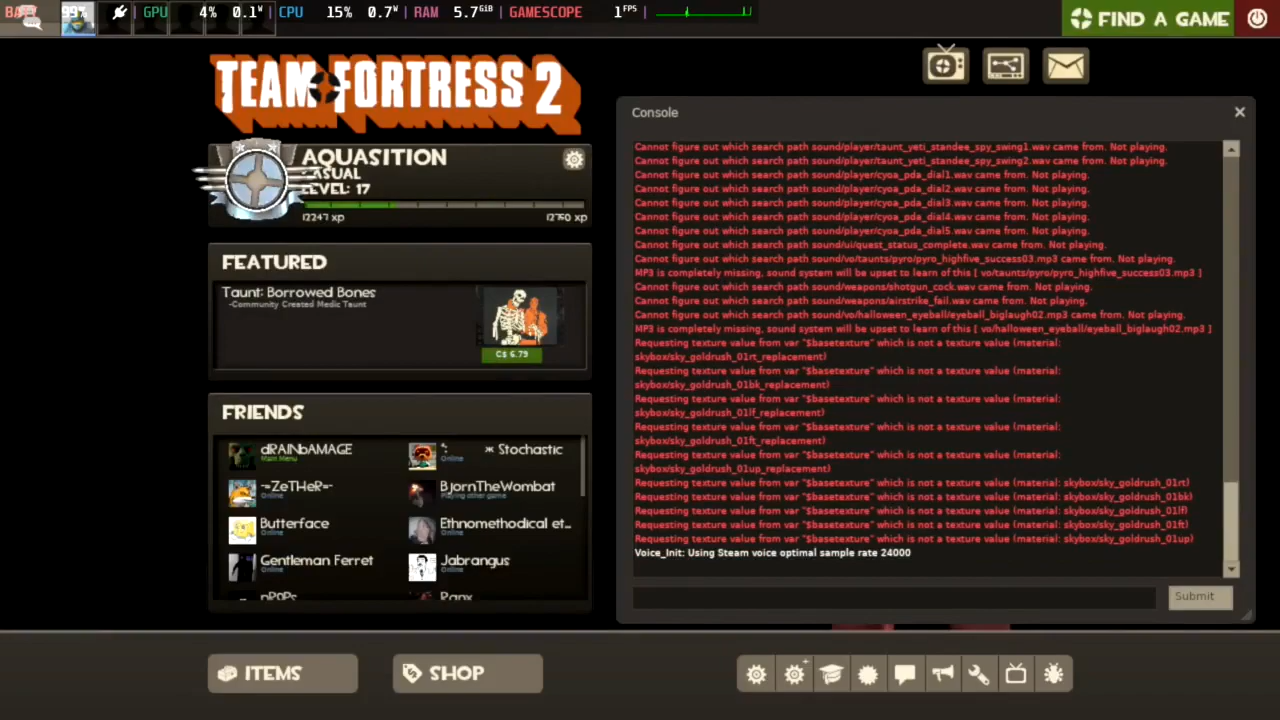 BAT 99% GPU 4% 0.1W CPU 15% 0.7W RAM 5.7GiB GAMESCOPE 1FPS
FIND A GAME
TEAM FORTRESS 2
AQUASITION
CASUAL
LEVEL: 17
12247 xp
12750 xp
FEATURED
Taunt: Borrowed Bones
-Community Created Medic Taunt
C$ 6.79
FRIENDS
dRAINbAMAGE
Main Menu
ж Stochastic
Online
-=ZeTHeR=-
Online
BjornTheWombat
Playing other game
Butterface
Online
Ethnomethodical et...
Online
Gentleman Ferret
Online
Jabrangus
Online
Console
Cannot figure out which search path sound/player/taunt_yeti_standee_spy_swing1.wav came from. Not playing.
Cannot figure out which search path sound/player/taunt_yeti_standee_spy_swing2.wav came from. Not playing.
Cannot figure out which search path sound/player/cyoa_pda_dial1.wav came from. Not playing.
Cannot figure out which search path sound/player/cyoa_pda_dial2.wav came from. Not playing.
Cannot figure out which search path sound/player/cyoa_pda_dial3.wav came from. Not playing.
Cannot figure out which search path sound/player/cyoa_pda_dial4.wav came from. Not playing.
Cannot figure out which search path sound/player/cyoa_pda_dial5.wav came from. Not playing.
Cannot figure out which search path sound/ui/quest_status_complete.wav came from. Not playing.
Cannot figure out which search path sound/vo/taunts/pyro/pyro_highfive_success03.mp3 came from. Not playing.
MP3 is completely missing, sound system will be upset to learn of this [ vo/taunts/pyro/pyro_highfive_success03.mp3 ]
Cannot figure out which search path sound/weapons/shotgun_cock.wav came from. Not playing.
Cannot figure out which search path sound/weapons/airstrike_fail.wav came from. Not playing.
Cannot figure out which search path sound/vo/halloween_eyeball/eyeball_biglaugh02.mp3 came from. Not playing.
MP3 is completely missing, sound system will be upset to learn of this [ vo/halloween_eyeball/eyeball_biglaugh02.mp3 ]
Requesting texture value from var "$basetexture" which is not a texture value (material:
skybox/sky_goldrush_01rt_replacement)
Requesting texture value from var "$basetexture" which is not a texture value (material:
skybox/sky_goldrush_01bk_replacement)
Requesting texture value from var "$basetexture" which is not a texture value (material:
skybox/sky_goldrush_01lf_replacement)
Requesting texture value from var "$basetexture" which is not a texture value (material:
skybox/sky_goldrush_01ft_replacement)
Requesting texture value from var "$basetexture" which is not a texture value (material:
skybox/sky_goldrush_01up_replacement)
Requesting texture value from var "$basetexture" which is not a texture value (material: skybox/sky_goldrush_01rt)
Requesting texture value from var "$basetexture" which is not a texture value (material: skybox/sky_goldrush_01bk)
Requesting texture value from var "$basetexture" which is not a texture value (material: skybox/sky_goldrush_01lf)
Requesting texture value from var "$basetexture" which is not a texture value (material: skybox/sky_goldrush_01ft)
Requesting texture value from var "$basetexture" which is not a texture value (material: skybox/sky_goldrush_01up)
Voice_Init: Using Steam voice optimal sample rate 24000
Submit
ITEMS
SHOP